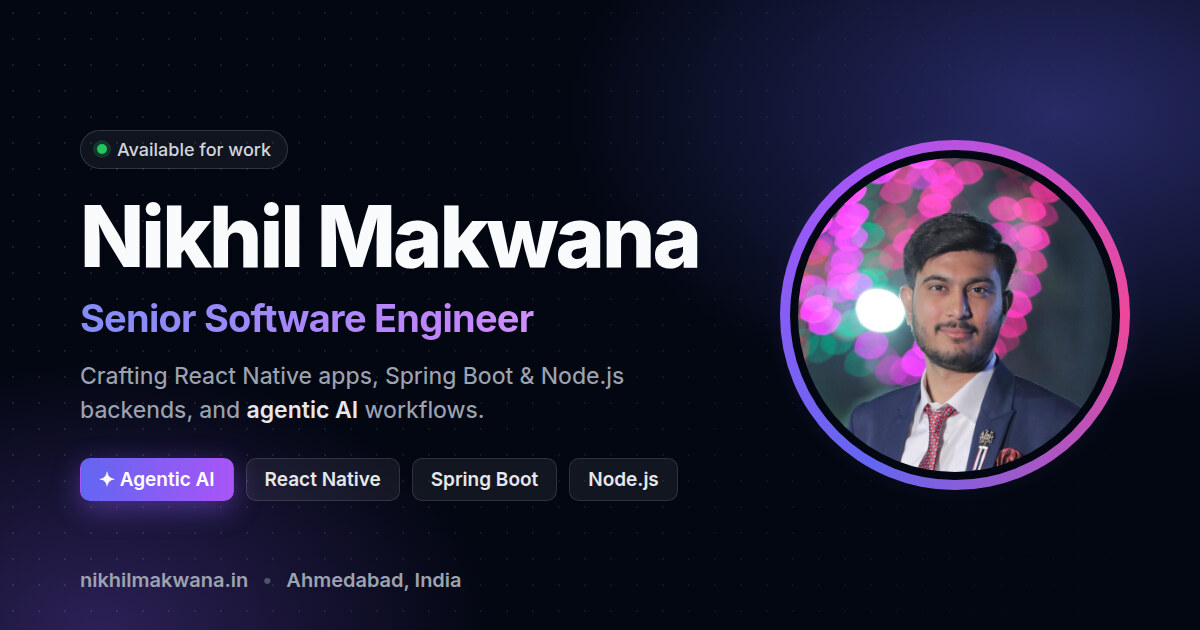 Available for work
Nikhil Makwana
Senior Software Engineer
Crafting React Native apps, Spring Boot & Node.js
backends, and agentic AI workflows.
✦ Agentic AI React Native Spring Boot Node.js
nikhilmakwana.in • Ahmedabad, India